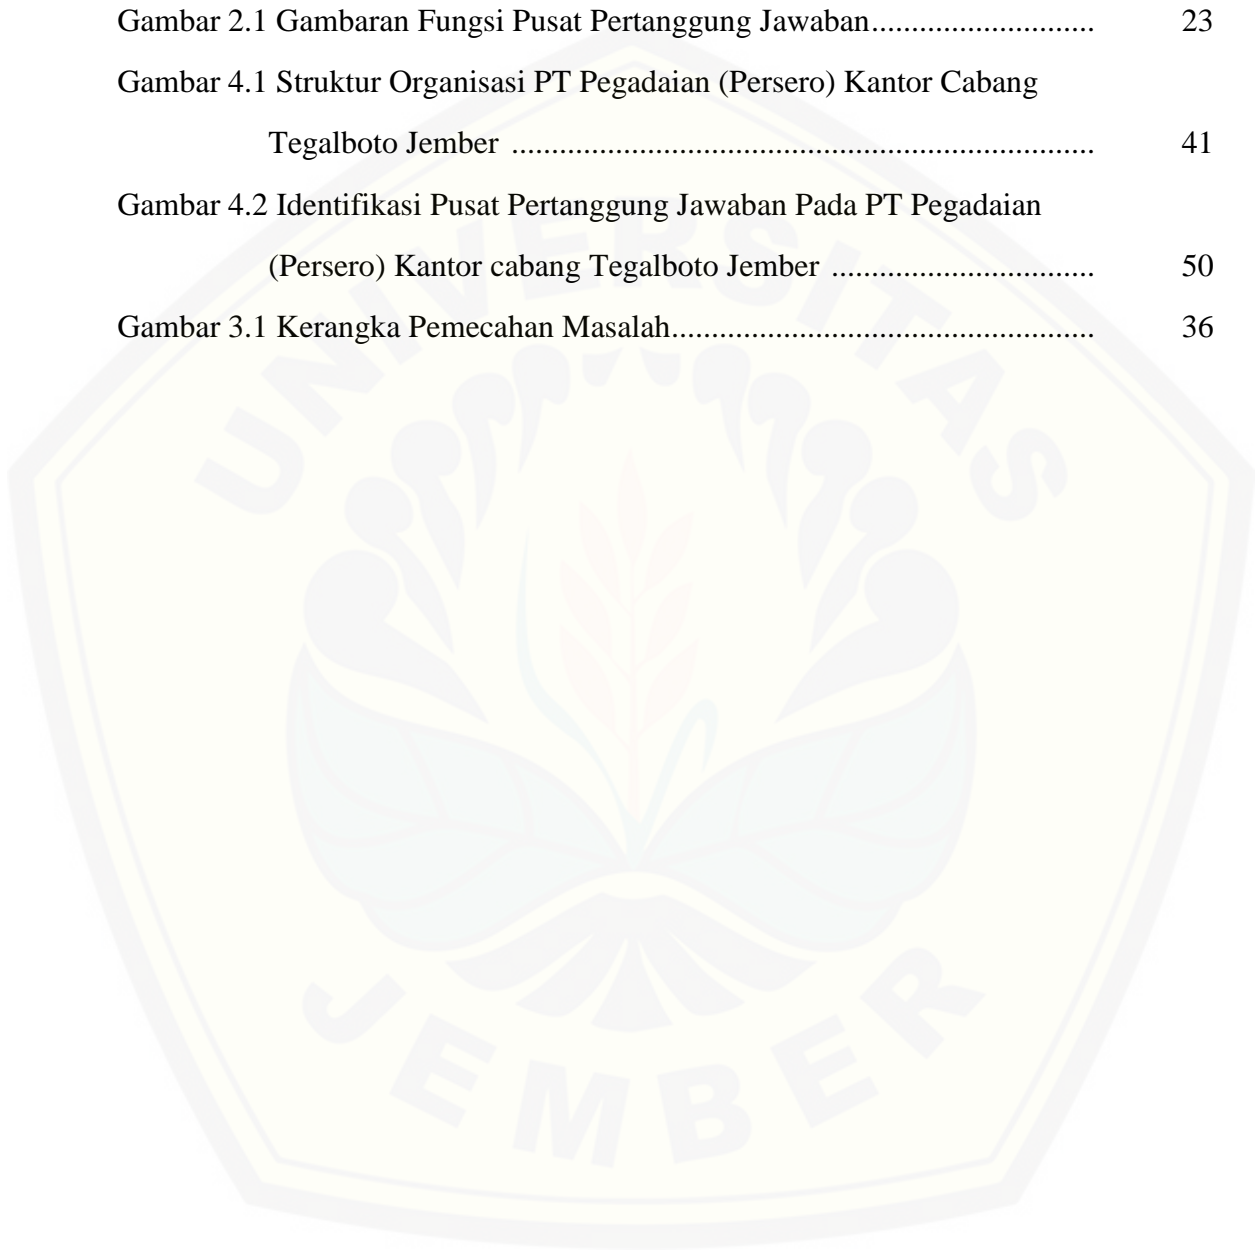 Gambar 2.1 Gambaran Fungsi Pusat Pertanggung Jawaban............................ 23
Gambar 4.1 Struktur Organisasi PT Pegadaian (Persero) Kantor Cabang
Tegalboto Jember ......................................................................... 41
Gambar 4.2 Identifikasi Pusat Pertanggung Jawaban Pada PT Pegadaian
(Persero) Kantor cabang Tegalboto Jember ................................. 50
Gambar 3.1 Kerangka Pemecahan Masalah..................................................... 36
UNIVERSITAS
JEMBER